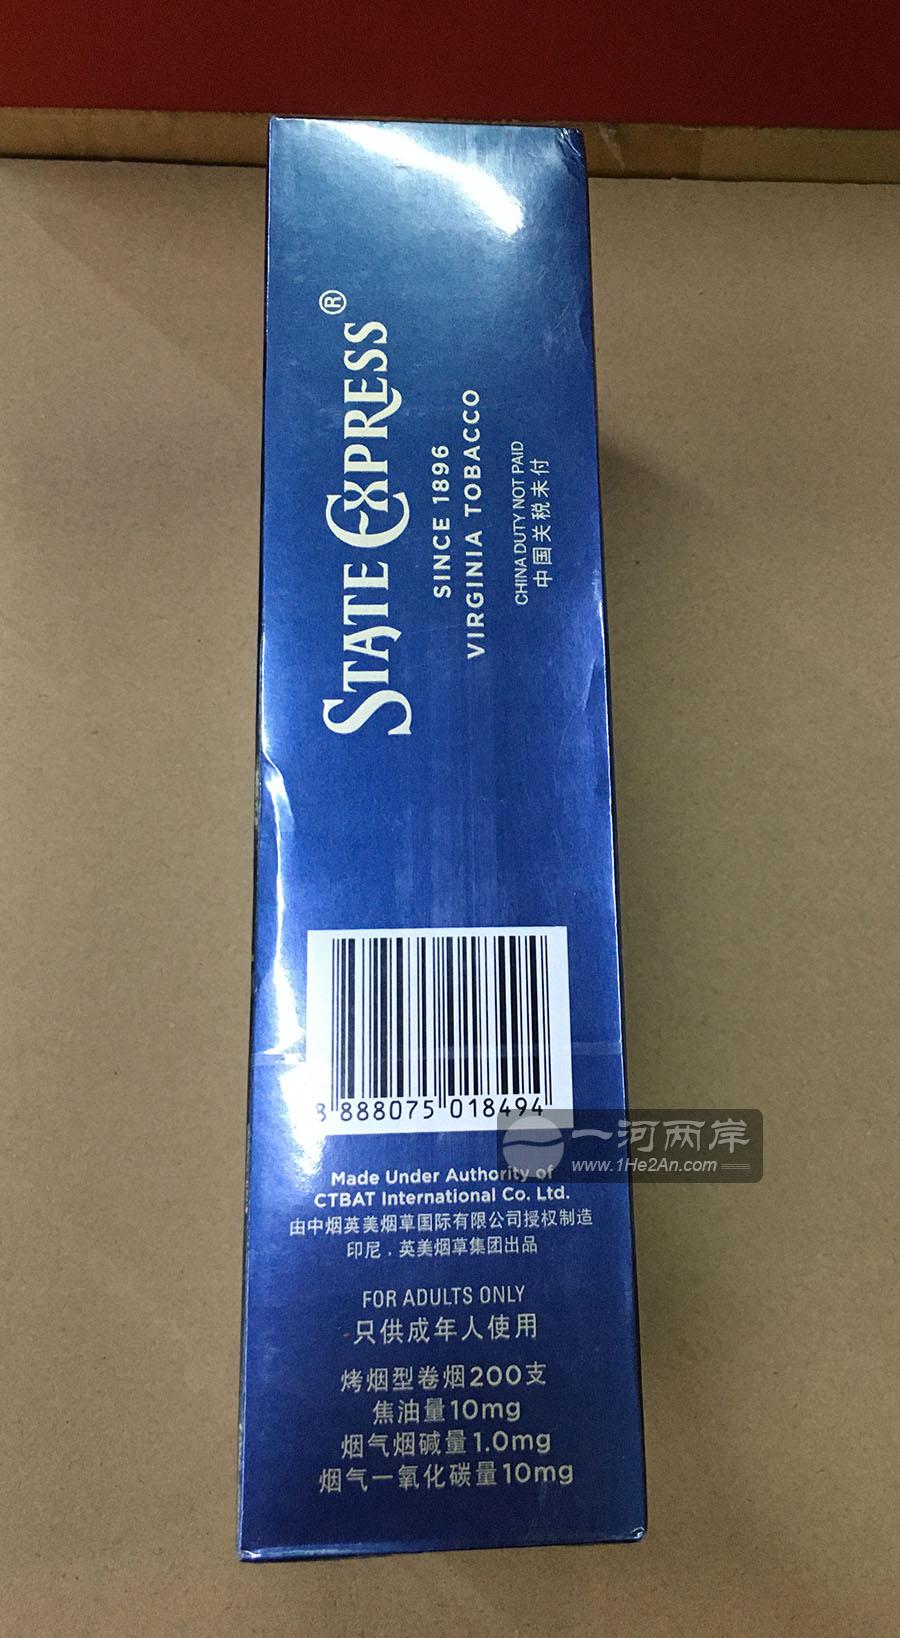 STATE EXPRESS®
SINCE 1896
VIRGINIA TOBACCO
CHINA DUTY NOT PAID
中国关税未付
8 888075 018494
一河两岸
www.1He2An.com
Made Under Authority of
CTBAT International Co. Ltd.
由中烟英美烟草国际有限公司授权制造
印尼．英美烟草集团出品
FOR ADULTS ONLY
只供成年人使用
烤烟型卷烟200支
焦油量10mg
烟气烟碱量1.0mg
烟气一氧化碳量10mg